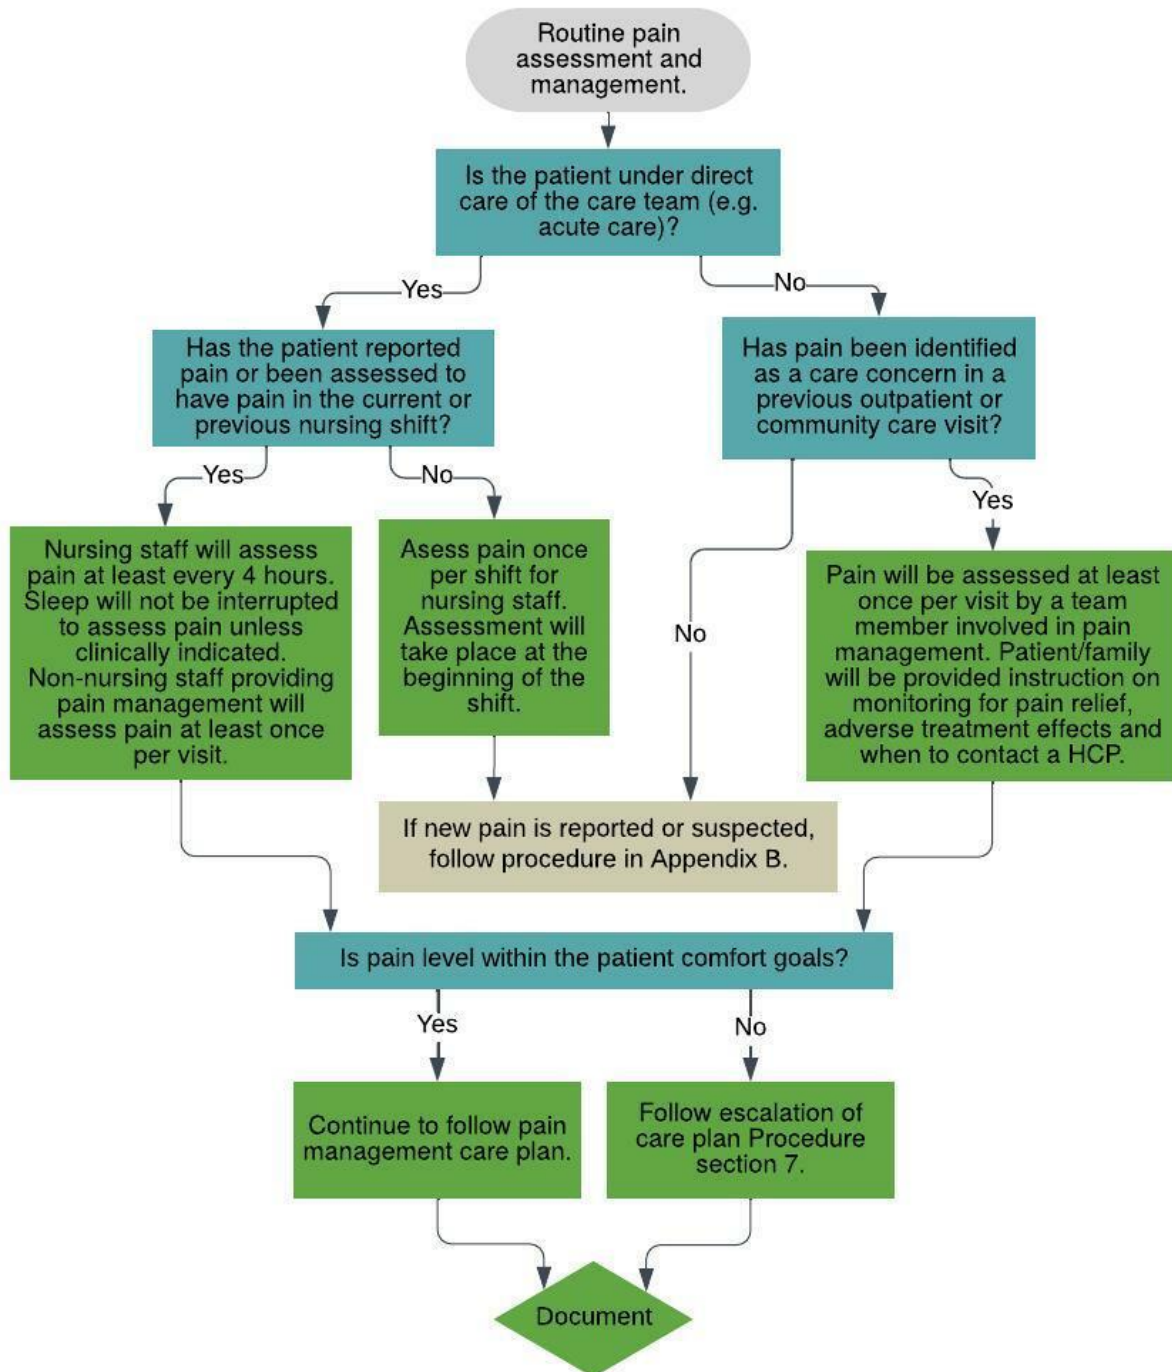 Routine pain
assessment and
management.
Is the patient under direct
care of the care team (e.g.
acute care)?
Yes
No
Has the patient reported
pain or been assessed to
have pain in the current or
previous nursing shift?
Has pain been identified
as a care concern in a
previous outpatient or
community care visit?
Yes
No
No
Yes
Nursing staff will assess
pain at least every 4 hours.
Sleep will not be interrupted
to assess pain unless
clinically indicated.
Non-nursing staff providing
pain management will
assess pain at least once
per visit.
Asess pain once
per shift for
nursing staff.
Assessment will
take place at the
beginning of the
shift.
Pain will be assessed at least
once per visit by a team
member involved in pain
management. Patient/family
will be provided instruction on
monitoring for pain relief,
adverse treatment effects and
when to contact a HCP.
If new pain is reported or suspected,
follow procedure in Appendix B.
Is pain level within the patient comfort goals?
Yes
No
Continue to follow pain
management care plan.
Follow escalation of
care plan Procedure
section 7.
Document